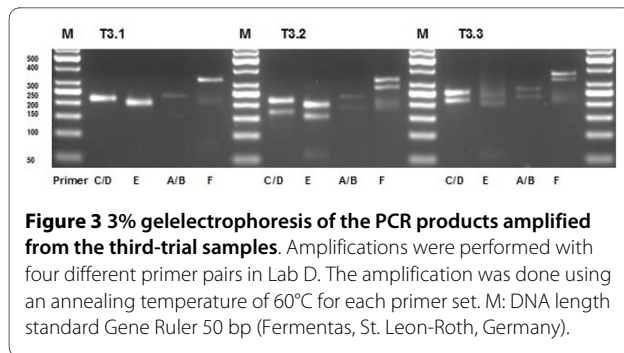 M T3.1 M T3.2 M T3.3
500
400
300
250
200
150
100
50
Primer C/D E A/B F C/D E A/B F C/D E A/B F
Figure 3 3% gelelectrophoresis of the PCR products amplified
from the third-trial samples. Amplifications were performed with
four different primer pairs in Lab D. The amplification was done using
an annealing temperature of 60°C for each primer set. M: DNA length
standard Gene Ruler 50 bp (Fermentas, St. Leon-Roth, Germany).